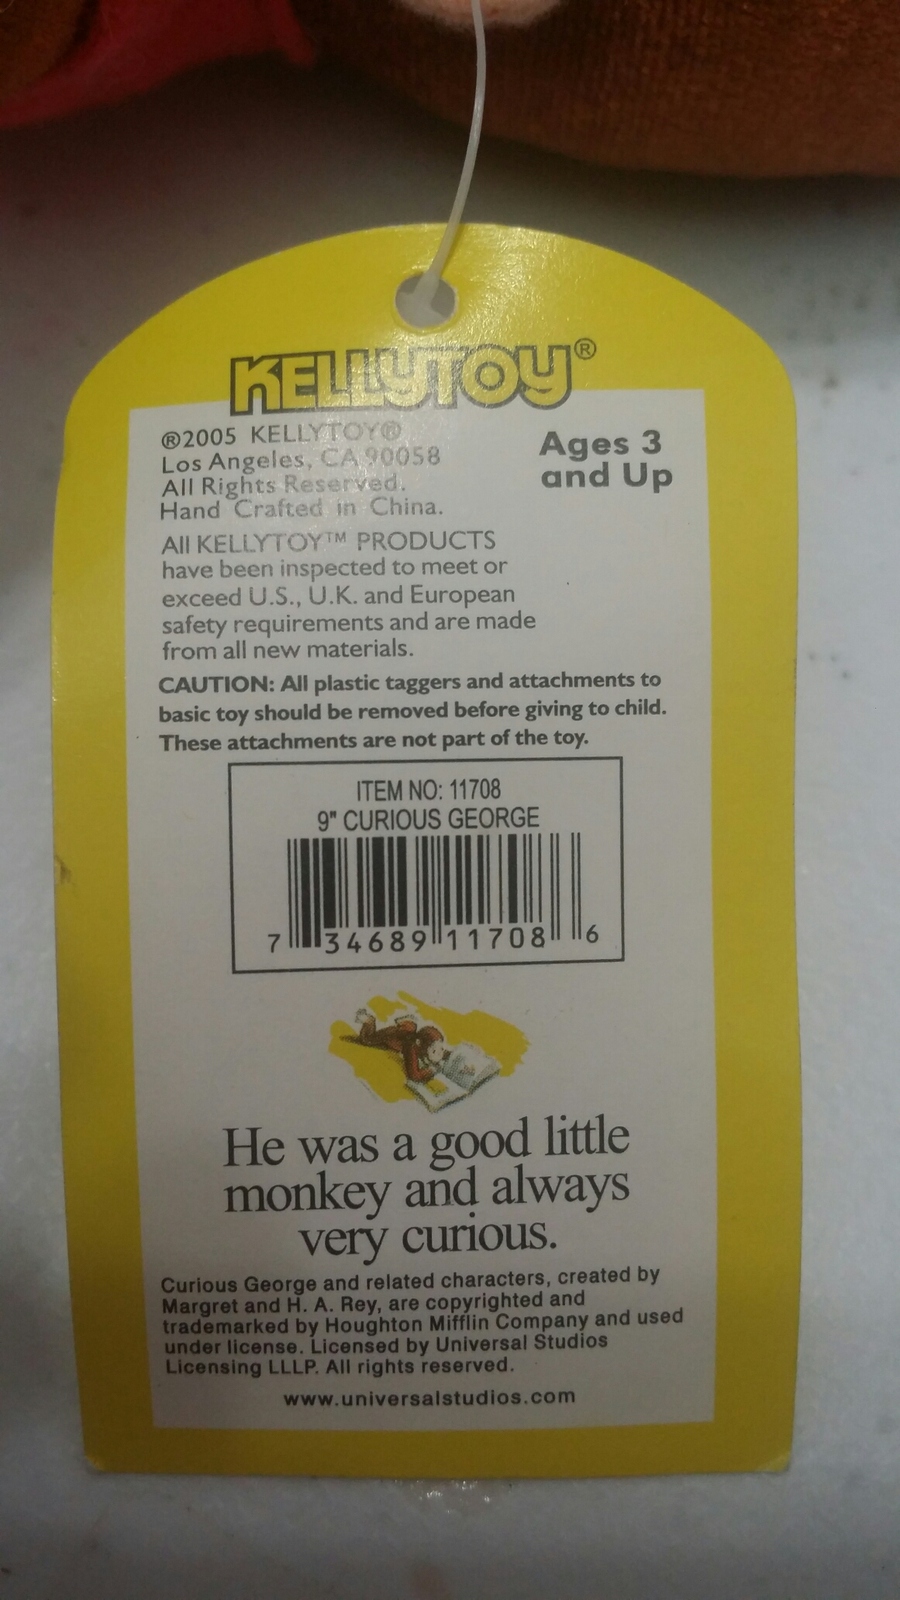 KELLYTOY®
®2005 KELLYTOY®
Los Angeles, CA 90058
All Rights Reserved.
Hand Crafted in China.
Ages 3
and Up
All KELLYTOY™ PRODUCTS
have been inspected to meet or
exceed U.S., U.K. and European
safety requirements and are made
from all new materials.
CAUTION: All plastic taggers and attachments to
basic toy should be removed before giving to child.
These attachments are not part of the toy.
ITEM NO: 11708
9" CURIOUS GEORGE
7 34689 11708 6
He was a good little
monkey and always
very curious.
Curious George and related characters, created by
Margret and H. A. Rey, are copyrighted and
trademarked by Houghton Mifflin Company and used
under license. Licensed by Universal Studios
Licensing LLLP. All rights reserved.
www.universalstudios.com